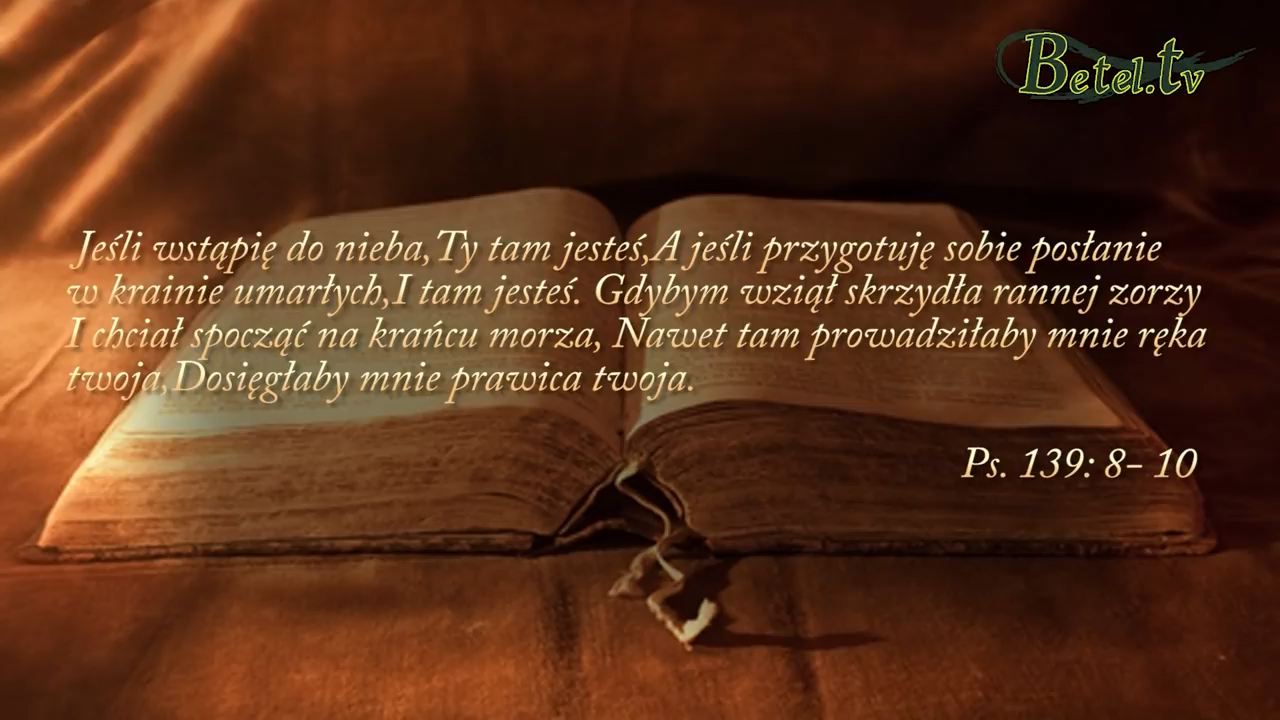 Betel.tv
Jeśli wstąpię do nieba,Ty tam jesteś,A jeśli przygotuję sobie posłanie
w krainie umarłych,I tam jesteś. Gdybym wziął skrzydła rannej zorzy
I chciał spocząć na krańcu morza, Nawet tam prowadziłaby mnie ręka
twoja,Dosięgłaby mnie prawica twoja.
Ps. 139: 8– 10